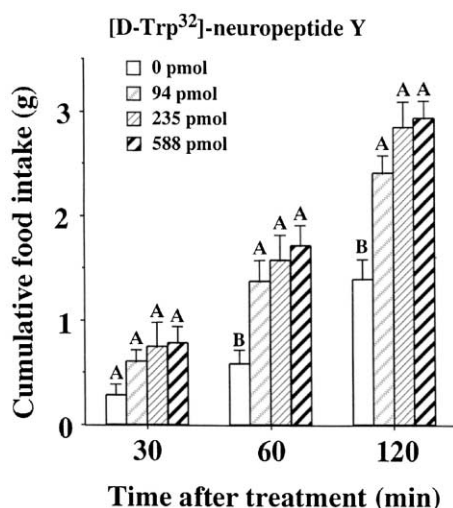 [D-Trp³²]-neuropeptide Y
0 pmol
94 pmol
235 pmol
588 pmol
Cumulative food intake (g)
3
2
1
0
A A A A
B A A A
B A A A
30 60 120
Time after treatment (min)